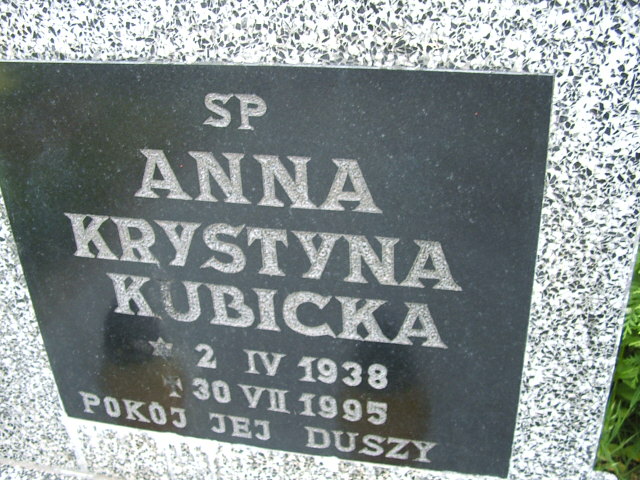 SP
ANNA
KRYSTYNA
KUBICKA
* 2 IV 1938
✝ 30 VII 1995
POKOJ JEJ DUSZY